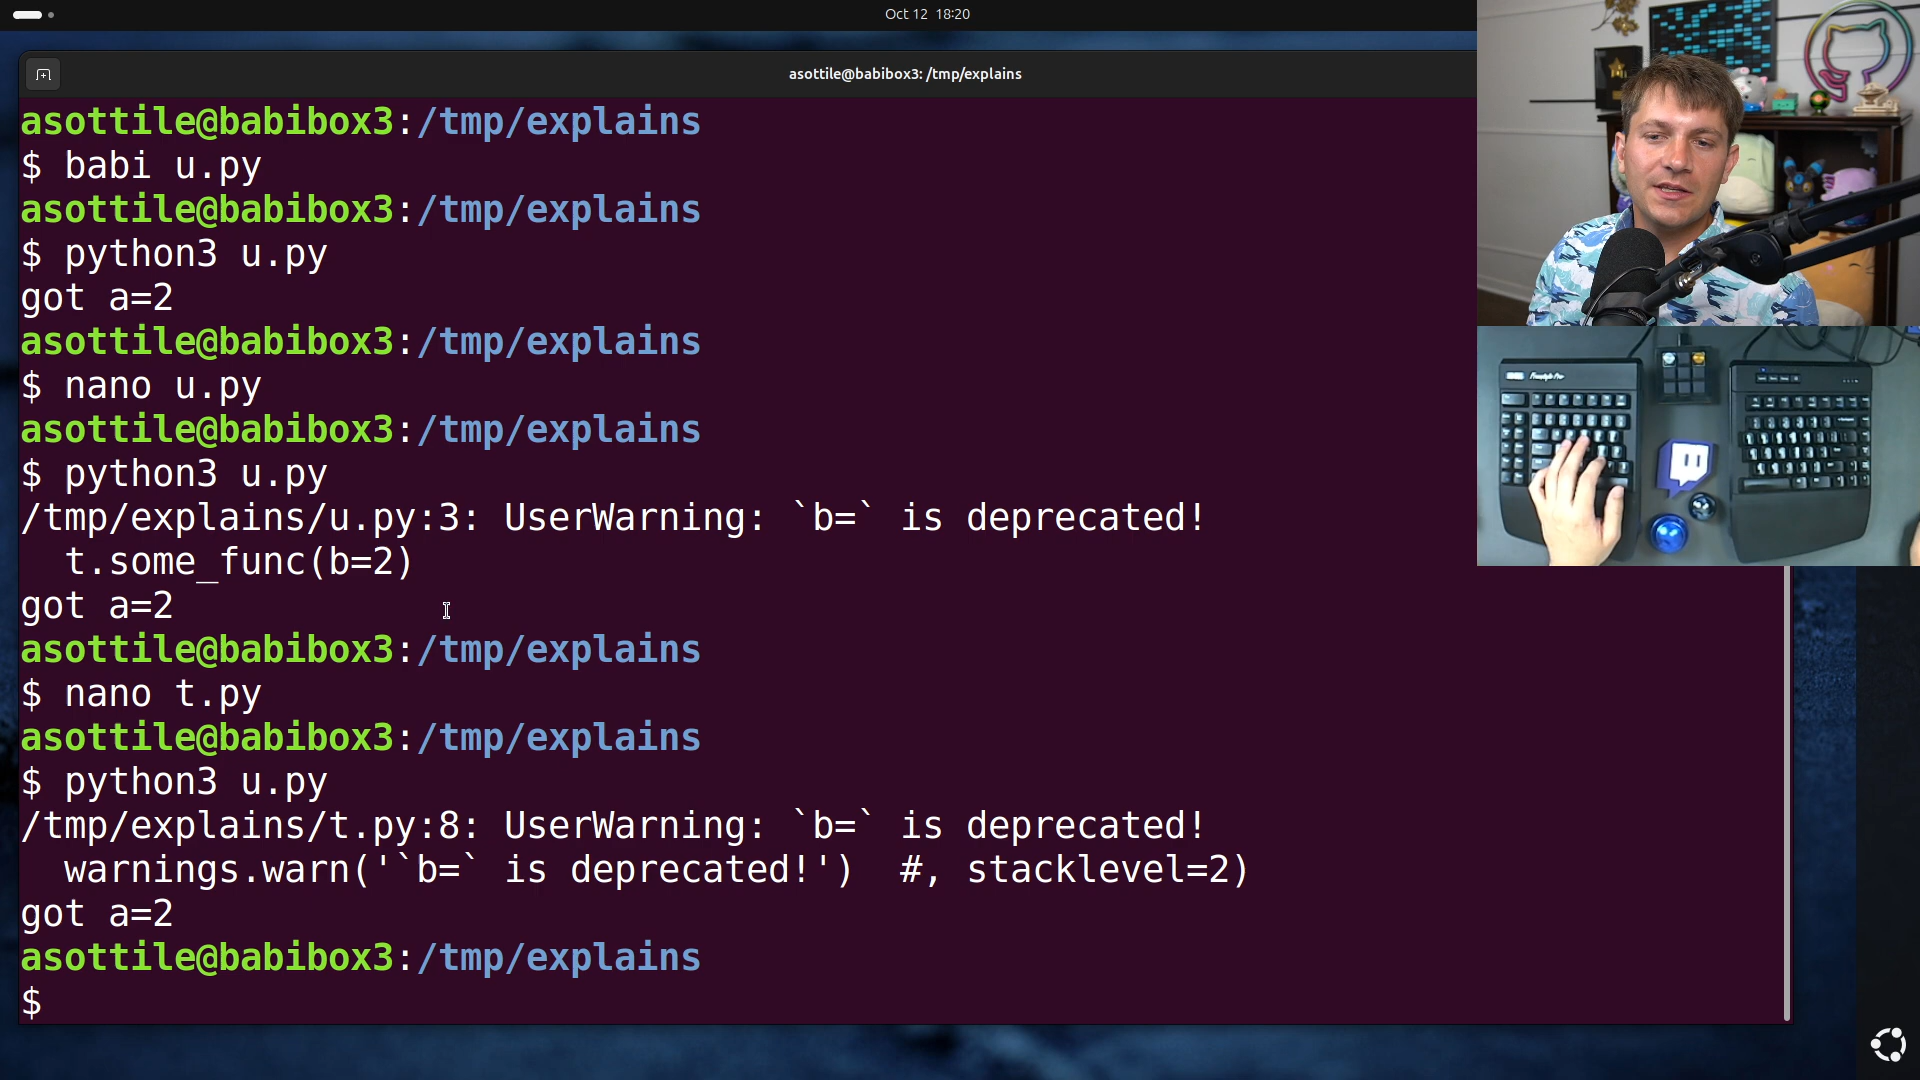 Oct 12 18:20
asottile@babibox3: /tmp/explains
asottile@babibox3:/tmp/explains
$ babi u.py
asottile@babibox3:/tmp/explains
$ python3 u.py
got a=2
asottile@babibox3:/tmp/explains
$ nano u.py
asottile@babibox3:/tmp/explains
$ python3 u.py
/tmp/explains/u.py:3: UserWarning: `b=` is deprecated!
t.some_func(b=2)
got a=2
asottile@babibox3:/tmp/explains
$ nano t.py
asottile@babibox3:/tmp/explains
$ python3 u.py
/tmp/explains/t.py:8: UserWarning: `b=` is deprecated!
warnings.warn('`b=` is deprecated!')  #, stacklevel=2)
got a=2
asottile@babibox3:/tmp/explains
$
Freestyle Pro